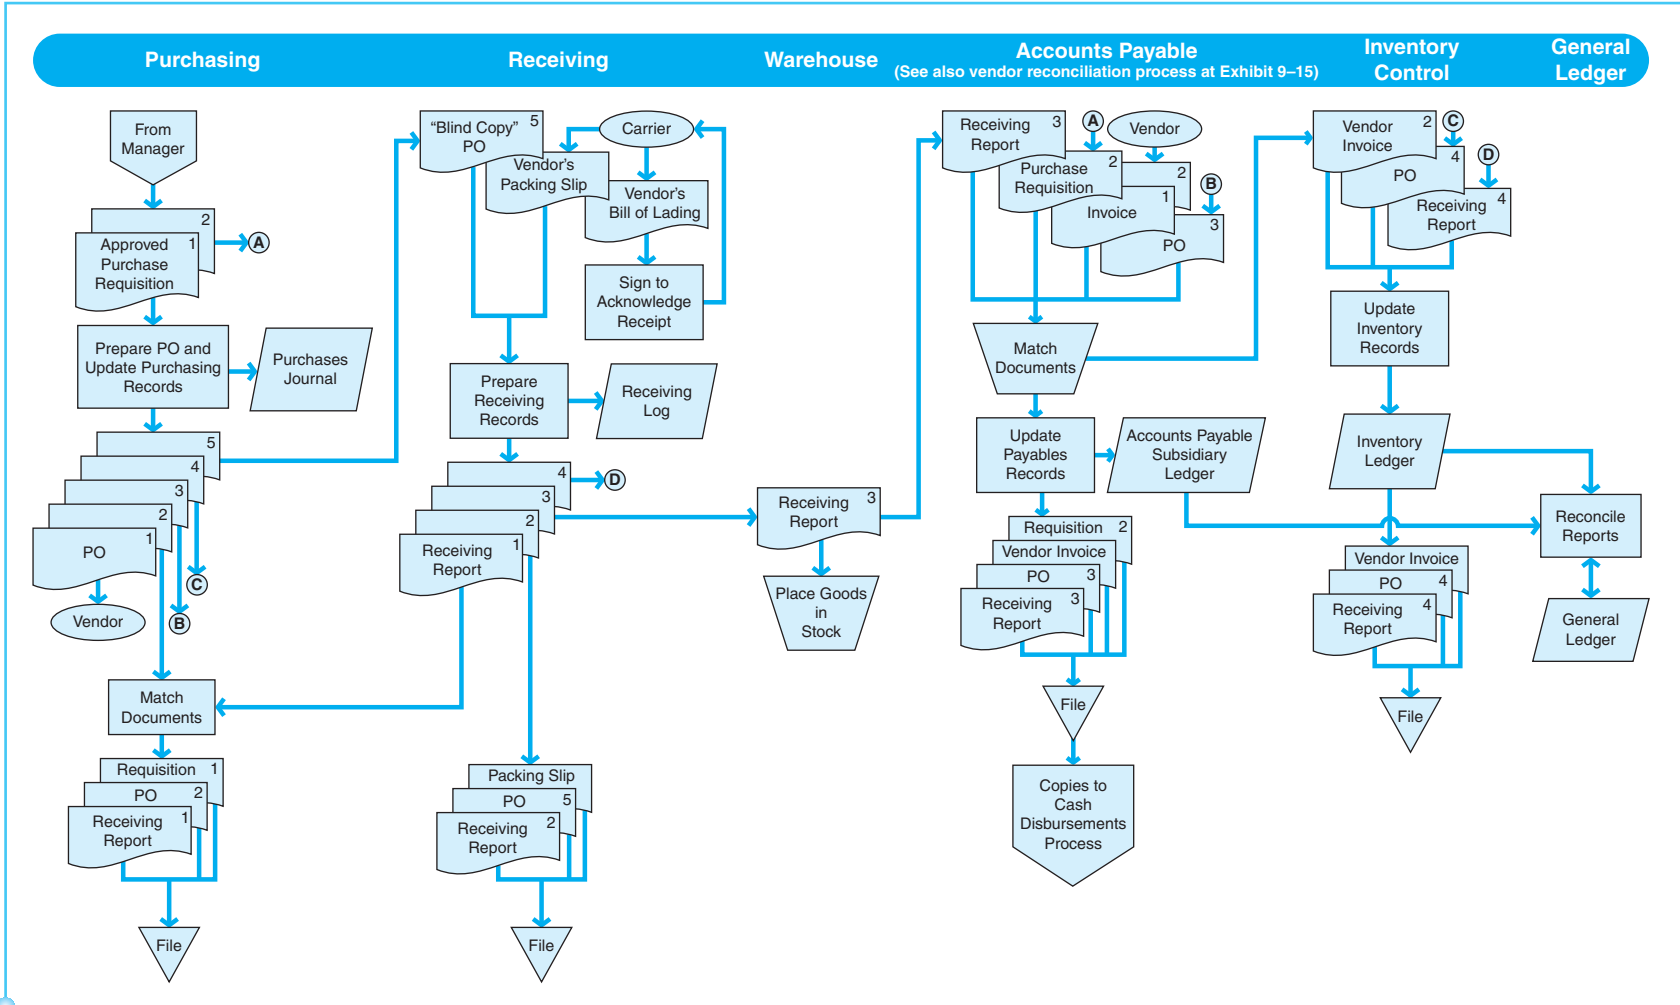 Purchasing
Receiving
Warehouse
Accounts Payable
(See also vendor reconciliation process at Exhibit 9–15)
Inventory
Control
General
Ledger
From
Manager
2
Approved
Purchase
Requisition
1
A
Prepare PO and
Update Purchasing
Records
Purchases
Journal
5
4
3
2
PO
1
C
B
Vendor
Match
Documents
Requisition 1
PO 2
Receiving
Report
1
File
“Blind Copy”
PO
5
Vendor’s
Packing Slip
Carrier
Vendor’s
Bill of Lading
Sign to
Acknowledge
Receipt
Prepare
Receiving
Records
Receiving
Log
4
D
3
2
Receiving
Report
1
Packing Slip
PO 5
Receiving
Report
2
File
Receiving
Report
3
Place Goods
in
Stock
Receiving
Report
3
A
Vendor
Purchase
Requisition
2
2
Invoice
1
B
PO
3
Match
Documents
Update
Payables
Records
Accounts Payable
Subsidiary
Ledger
Requisition 2
Vendor Invoice
PO 3
Receiving
Report
3
File
Copies to
Cash
Disbursements
Process
Vendor
Invoice
2
C
PO
4
D
Receiving
Report
4
Update
Inventory
Records
Inventory
Ledger
Vendor Invoice
PO 4
Receiving
Report
4
File
Reconcile
Reports
General
Ledger